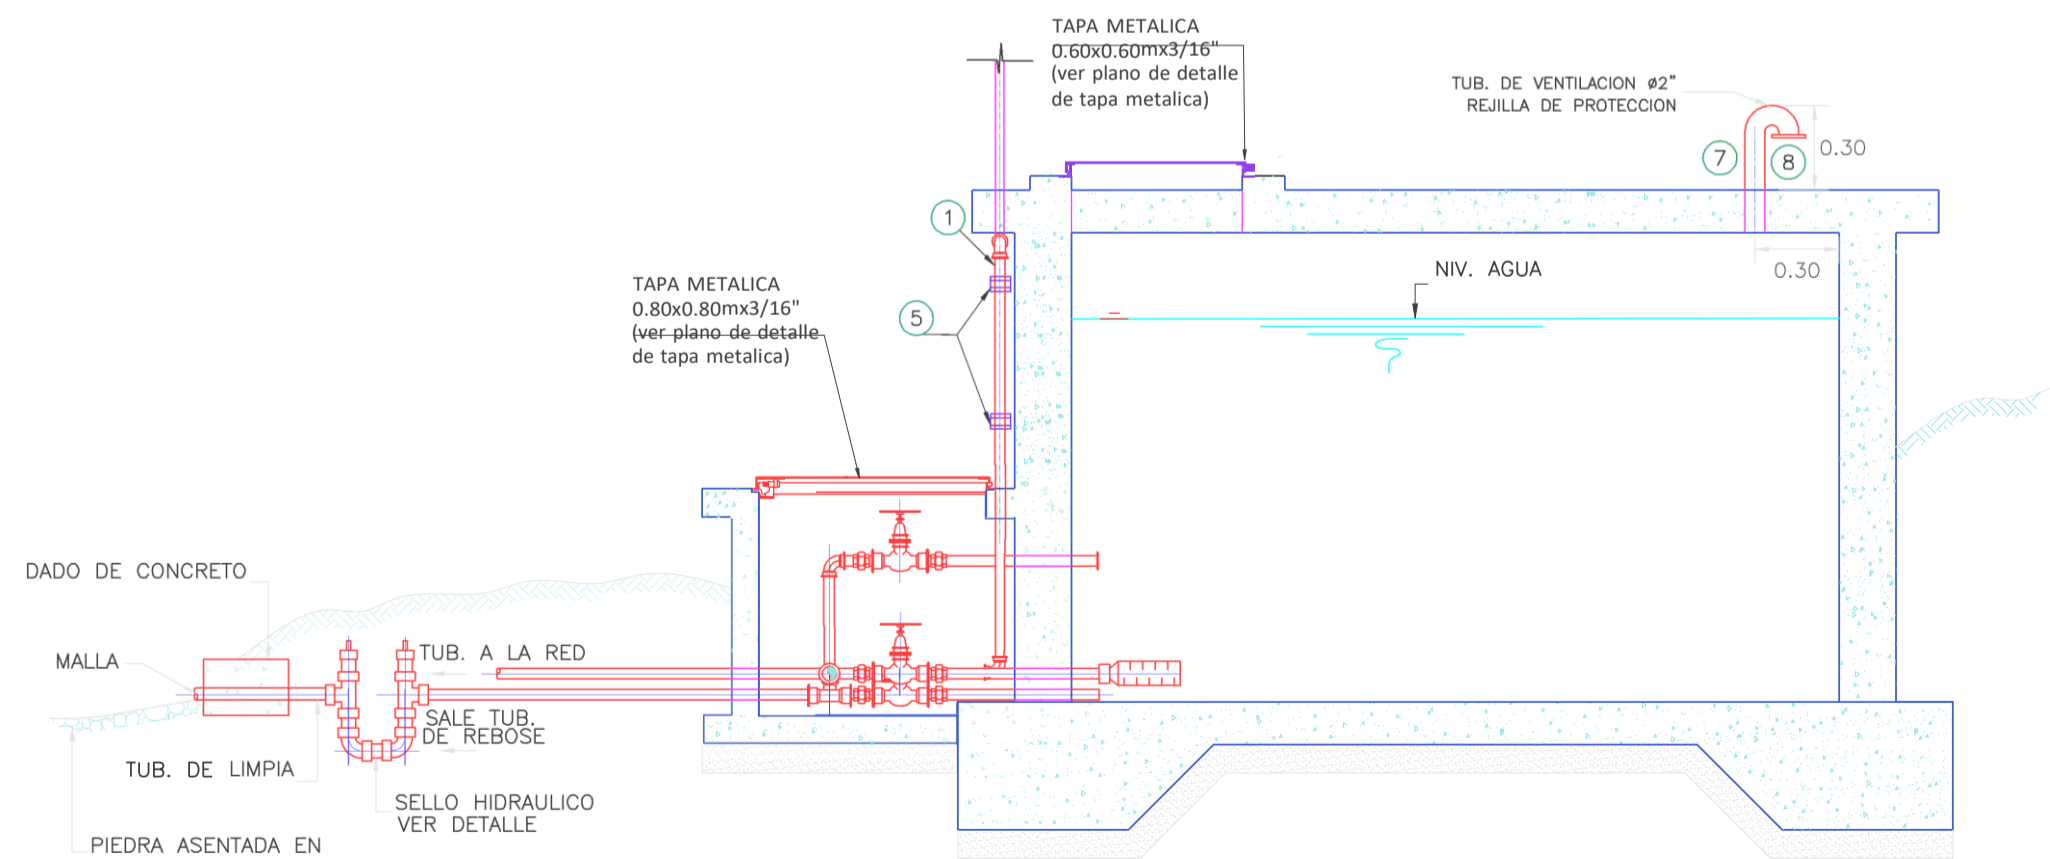 TAPA METALICA
0.60x0.60mx3/16"
(ver plano de detalle
de tapa metalica)
TUB. DE VENTILACION ø2”
REJILLA DE PROTECCION
7
8
0.30
1
0.30
NIV. AGUA
TAPA METALICA
0.80x0.80mx3/16"
(ver plano de detalle
de tapa metalica)
5
DADO DE CONCRETO
MALLA
TUB. A LA RED
SALE TUB.
DE REBOSE
TUB. DE LIMPIA
SELLO HIDRAULICO
VER DETALLE
PIEDRA ASENTADA EN